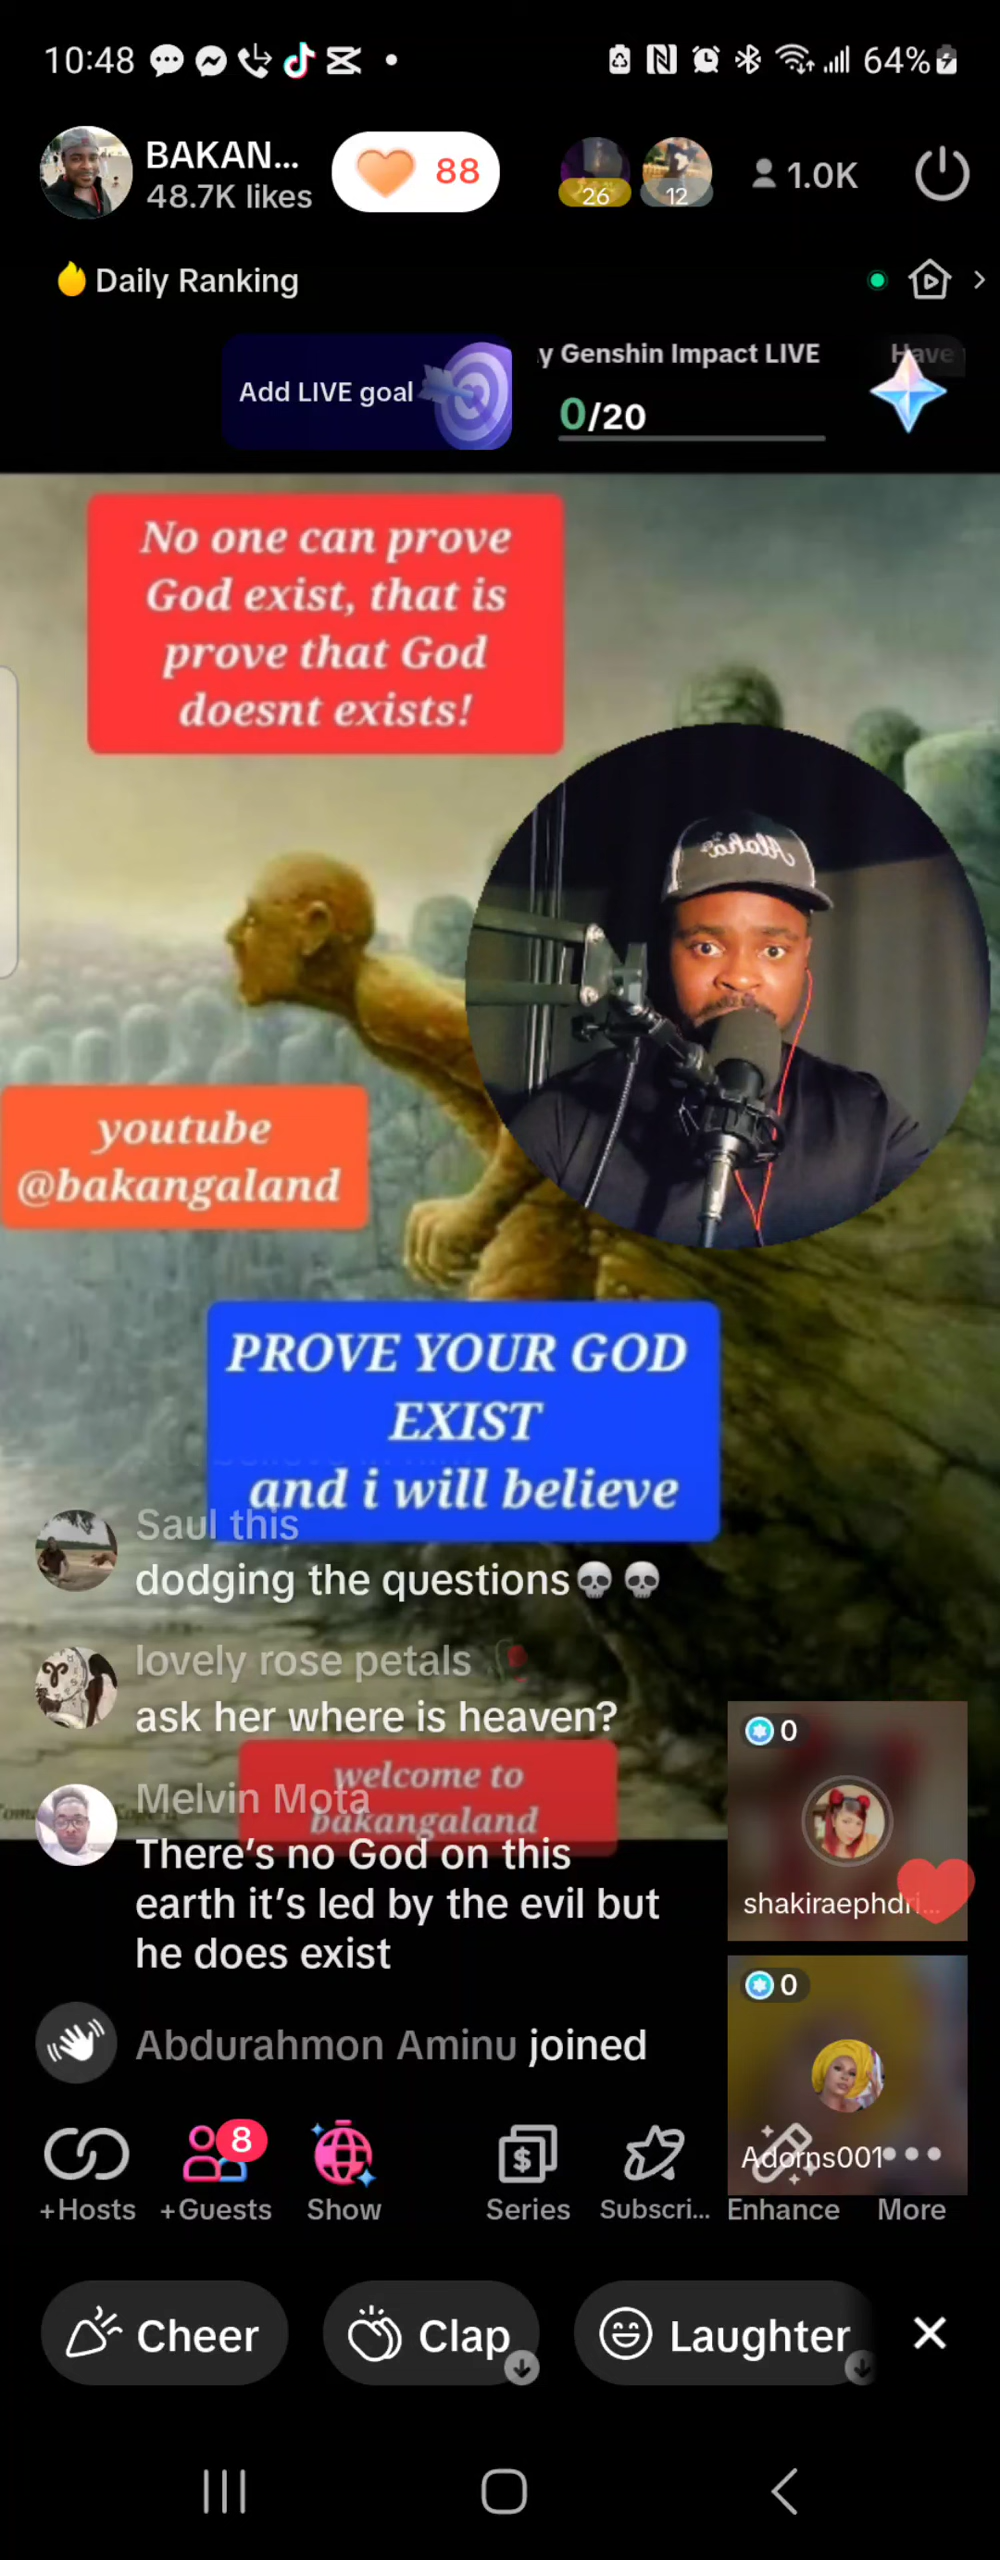 10:48
64%
BAKAN...
48.7K likes
88
26
12
1.0K
Daily Ranking
Add LIVE goal
y Genshin Impact LIVE
Have
0/20
No one can prove
God exist, that is
prove that God
doesnt exists!
Aloha
youtube
@bakangaland
PROVE YOUR GOD
EXIST
and i will believe
Saul this
dodging the questions💀💀
lovely rose petals 🥀
ask her where is heaven?
welcome to
bakangaland
Melvin Mota
There's no God on this
earth it's led by the evil but
he does exist
Abdurahmon Aminu joined
0
shakiraephdri...
0
Adorns001
8
+Hosts
+Guests
Show
Series
Subscri...
Enhance
More
Cheer
Clap
Laughter